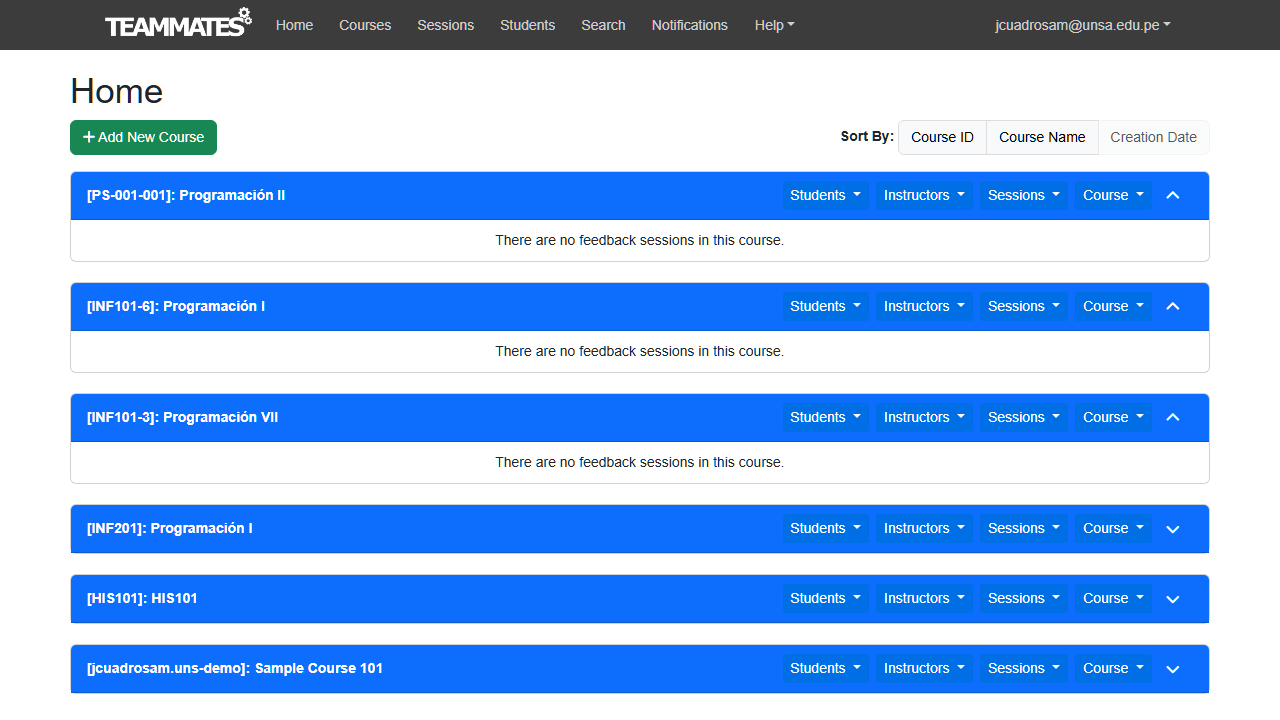 TEAMMATES Home Courses Sessions Students Search Notifications Help jcuadrosam@unsa.edu.pe
Home
+ Add New Course Sort By: Course ID Course Name Creation Date
[PS-001-001]: Programación II Students Instructors Sessions Course
There are no feedback sessions in this course.
[INF101-6]: Programación I Students Instructors Sessions Course
There are no feedback sessions in this course.
[INF101-3]: Programación VII Students Instructors Sessions Course
There are no feedback sessions in this course.
[INF201]: Programación I Students Instructors Sessions Course
[HIS101]: HIS101 Students Instructors Sessions Course
[jcuadrosam.uns-demo]: Sample Course 101 Students Instructors Sessions Course